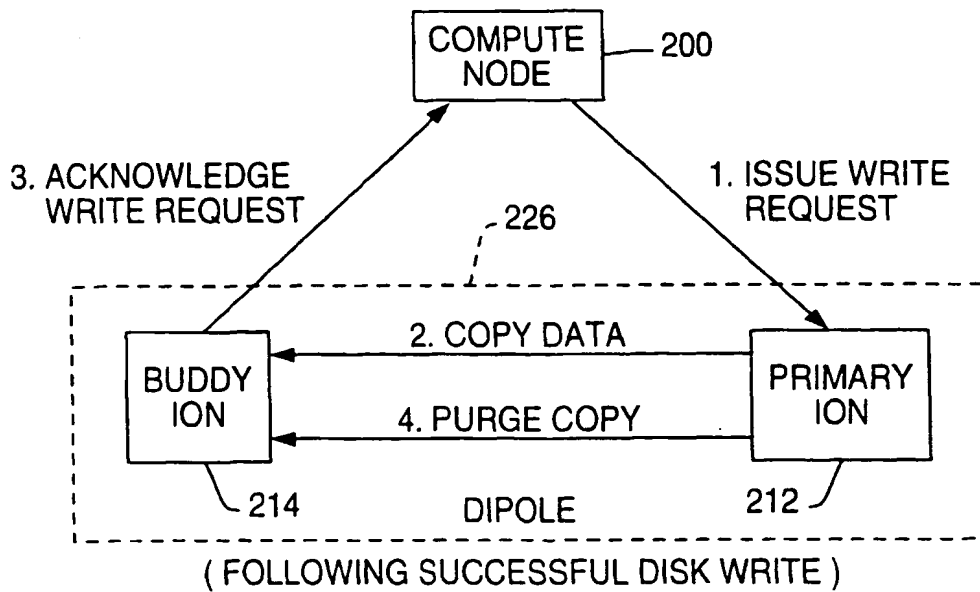 COMPUTE
NODE
200
3. ACKNOWLEDGE
WRITE REQUEST
1. ISSUE WRITE
REQUEST
226
2. COPY DATA
BUDDY
ION
PRIMARY
ION
4. PURGE COPY
214
DIPOLE
212
( FOLLOWING SUCCESSFUL DISK WRITE )